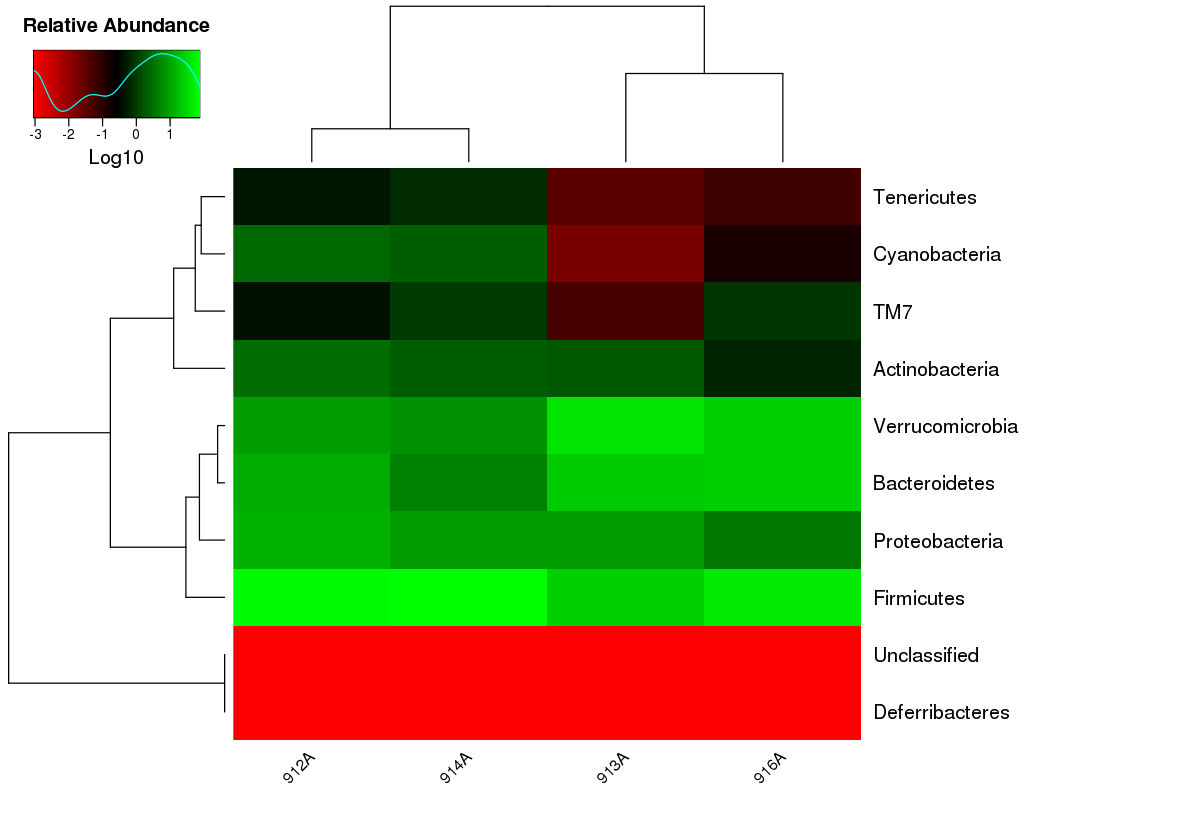 Relative Abundance
-3 -2 -1 0 1
Log10
Tenericutes
Cyanobacteria
TM7
Actinobacteria
Verrucomicrobia
Bacteroidetes
Proteobacteria
Firmicutes
Unclassified
Deferribacteres
912A 914A 913A 916A